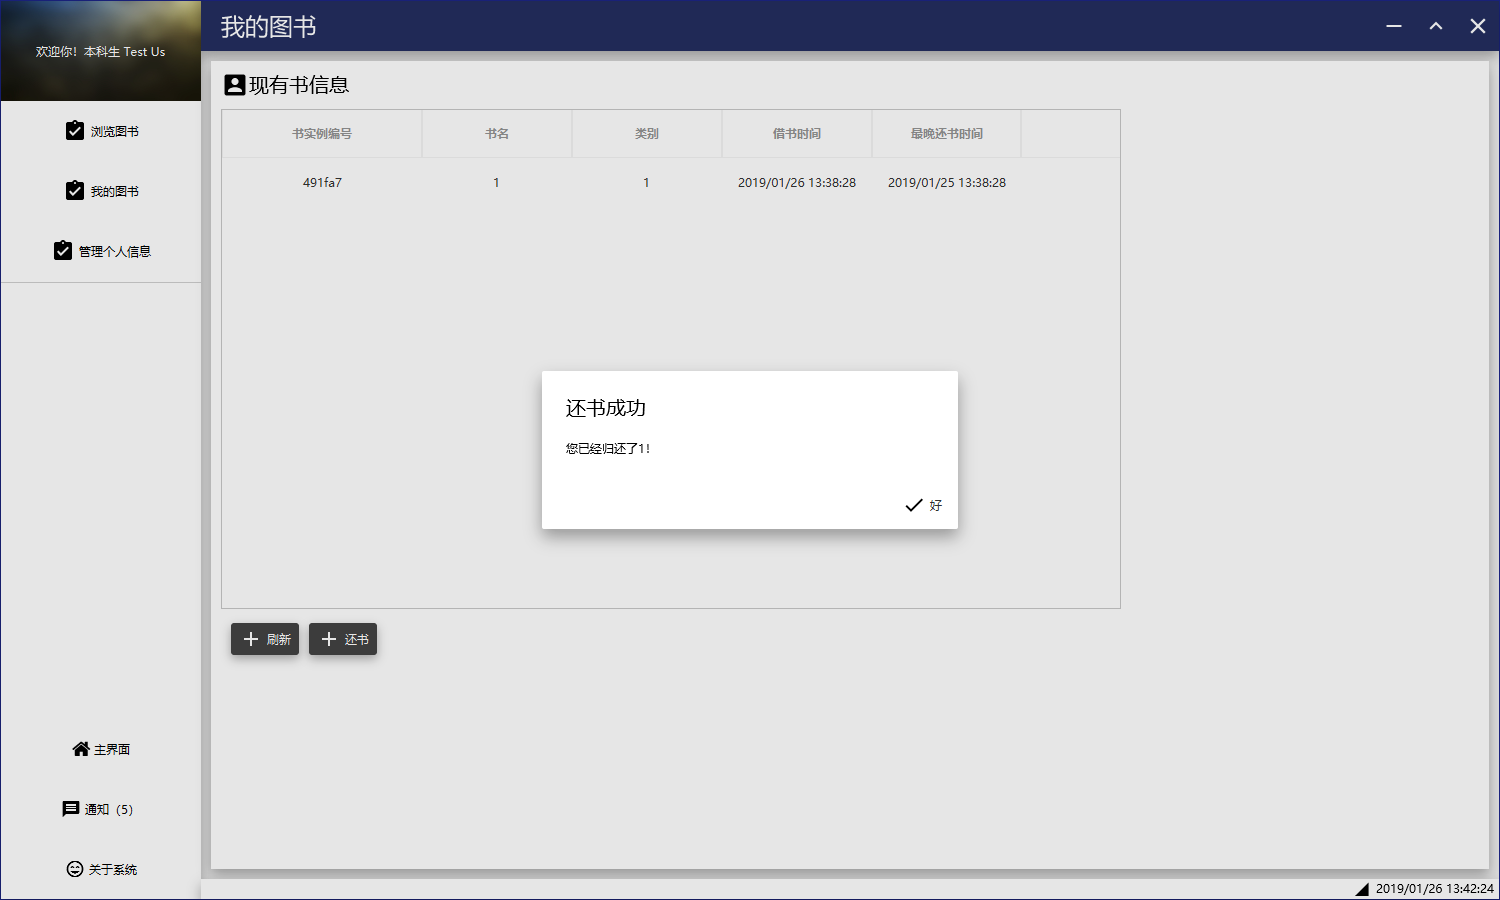 欢迎你！本科生 Test Us
我的图书
浏览图书
我的图书
管理个人信息
现有书信息
书实例编号 书名 类别 借书时间 最晚还书时间
491fa7 1 1 2019/01/26 13:38:28 2019/01/25 13:38:28
还书成功
您已经归还了1！
好
刷新 还书
主界面
通知（5）
关于系统
2019/01/26 13:42:24